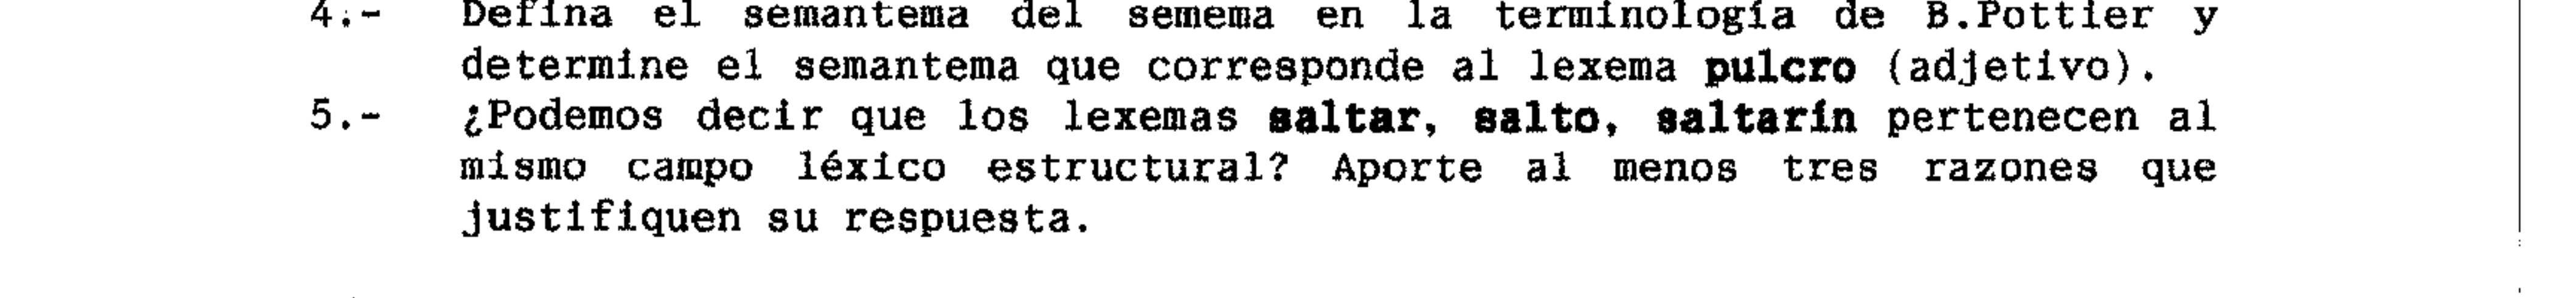 4.- Defina el semantema del semema en la terminología de B.Pottier y
determine el semantema que corresponde al lexema pulcro (adjetivo).
5.- ¿Podemos decir que los lexemas saltar, salto, saltarín pertenecen al
mismo campo léxico estructural? Aporte al menos tres razones que
justifiquen su respuesta.